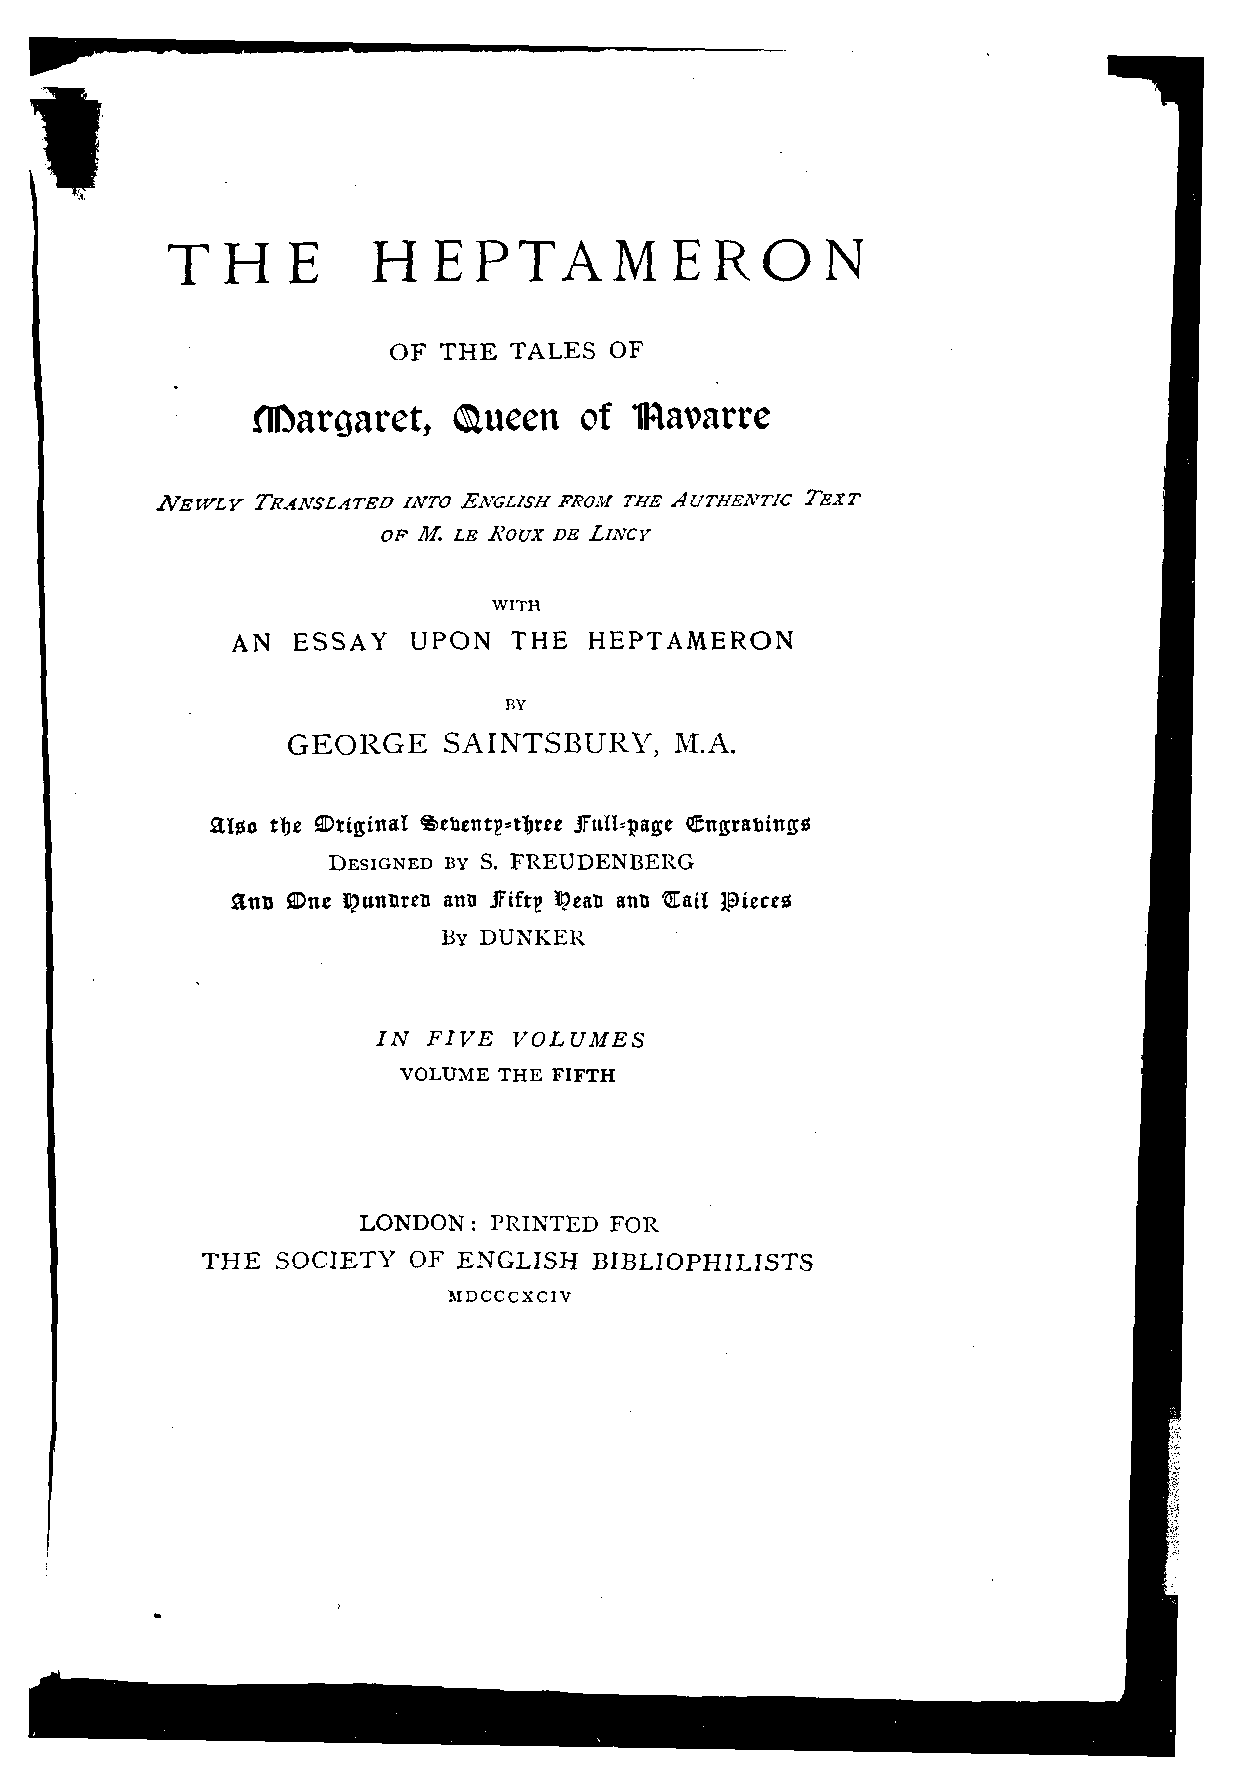 THE HEPTAMERON
OF THE TALES OF
Margaret, Queen of Navarre
NEWLY TRANSLATED INTO ENGLISH FROM THE AUTHENTIC TEXT
OF M. LE ROUX DE LINCY
WITH
AN ESSAY UPON THE HEPTAMERON
BY
GEORGE SAINTSBURY, M.A.
Also the Original Seventy-three Full-page Engravings
DESIGNED BY S. FREUDENBERG
And One Hundred and Fifty Head and Tail Pieces
BY DUNKER
IN FIVE VOLUMES
VOLUME THE FIFTH
LONDON: PRINTED FOR
THE SOCIETY OF ENGLISH BIBLIOPHILISTS
MDCCCXCIV